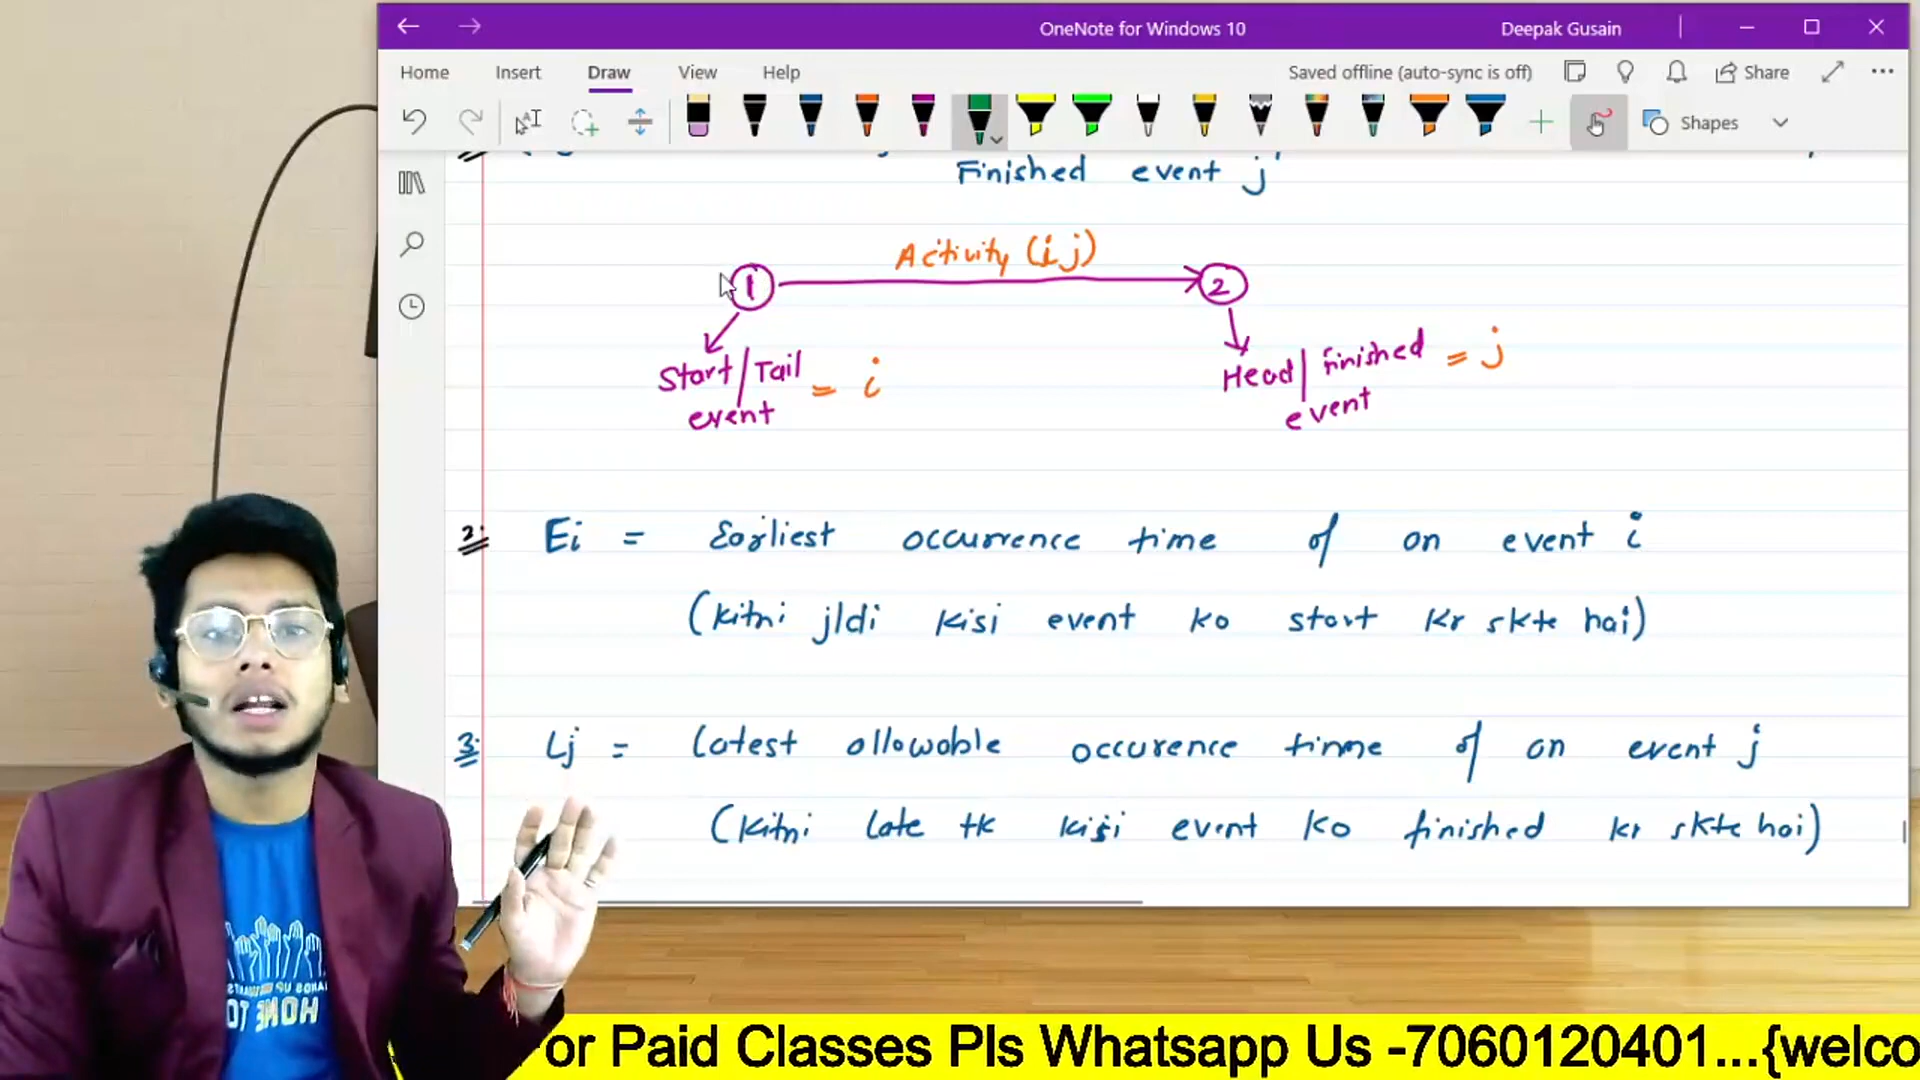 OneNote for Windows 10
Deepak Gusain
Home Insert Draw View Help
Saved offline (auto-sync is off)
Share
Shapes
Finished event j
Activity (i j)
1
2
Start/Tail event = i
Head/finished event = j
2: Ei = Earliest occurrence time of an event i
(Kitni jldi kisi event ko start kr skte hai)
3: Lj = latest allowable occurence time of an event j
(Kitni late tk kisi event ko finished kr skte hai)
HOME TO
or Paid Classes Pls Whatsapp Us -7060120401...{welco